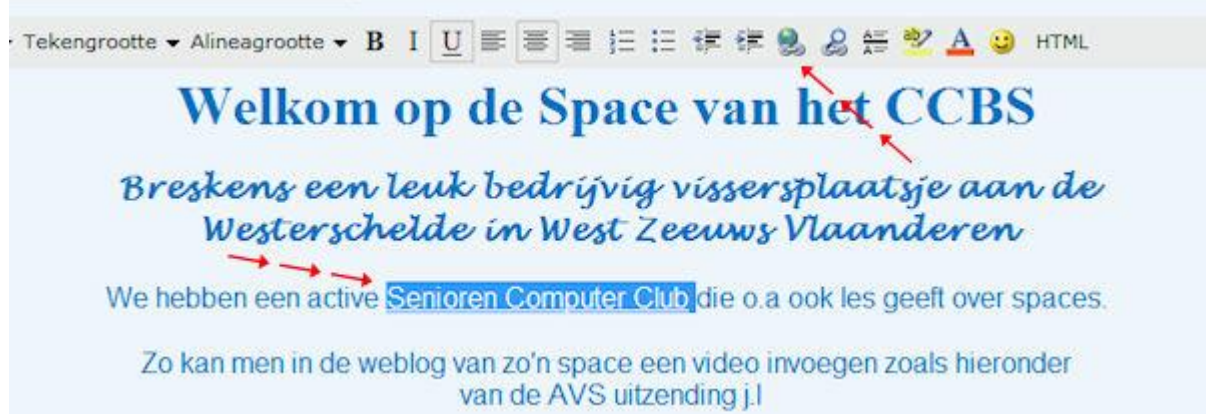 Tekengrootte Alineagrootte B I U HTML
Welkom op de Space van het CCBS
Breskens een leuk bedrijvig vissersplaatsje aan de
Westerschelde in West Zeeuws Vlaanderen
We hebben een active Senioren Computer Club die o.a ook les geeft over spaces.
Zo kan men in de weblog van zo'n space een video invoegen zoals hieronder
van de AVS uitzending j.l